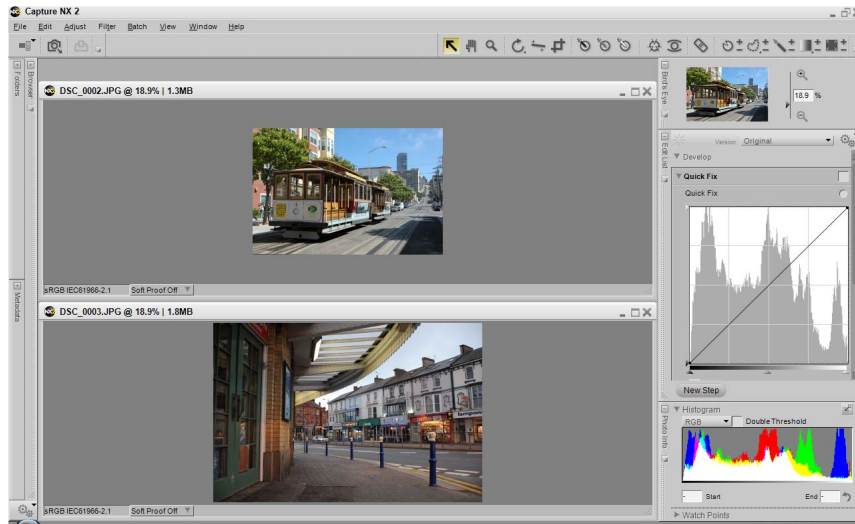 Capture NX 2
File Edit Adjust Filter Batch View Window Help
Folders
Browser
Metadata
DSC_0002.JPG @ 18.9% | 1.3MB
sRGB IEC61966-2.1 Soft Proof Off
DSC_0003.JPG @ 18.9% | 1.8MB
sRGB IEC61966-2.1 Soft Proof Off
Bird's Eye
18.9 %
Edit List
Version Original
Develop
Quick Fix
Quick Fix
New Step
Photo Info
Histogram
RGB Double Threshold
- Start End -
Watch Points